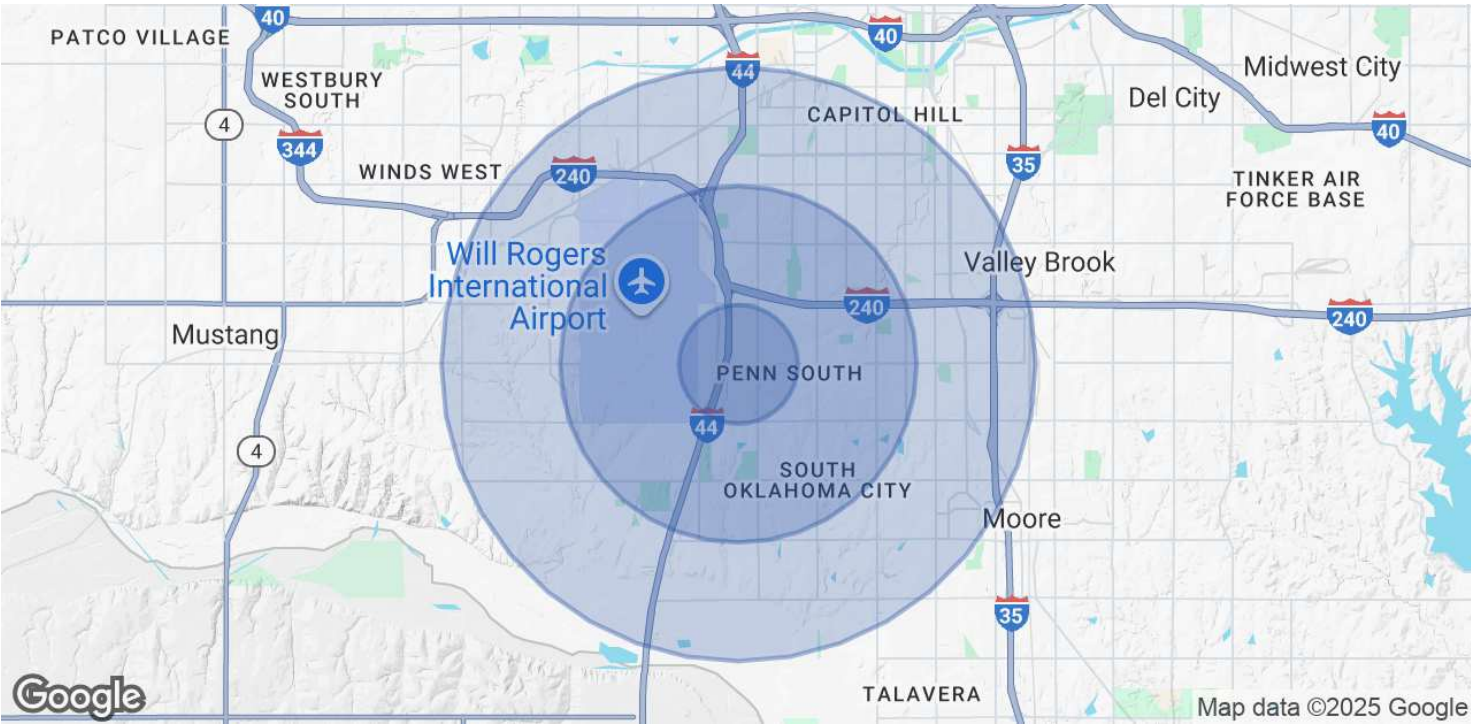 40
PATCO VILLAGE
40
44
Midwest City
WESTBURY
SOUTH
Del City
CAPITOL HILL
4
40
344
35
WINDS WEST
240
TINKER AIR
FORCE BASE
Will Rogers
International
Airport
Valley Brook
240
240
Mustang
PENN SOUTH
44
4
SOUTH
OKLAHOMA CITY
Moore
35
TALAVERA
Google
Map data ©2025 Google